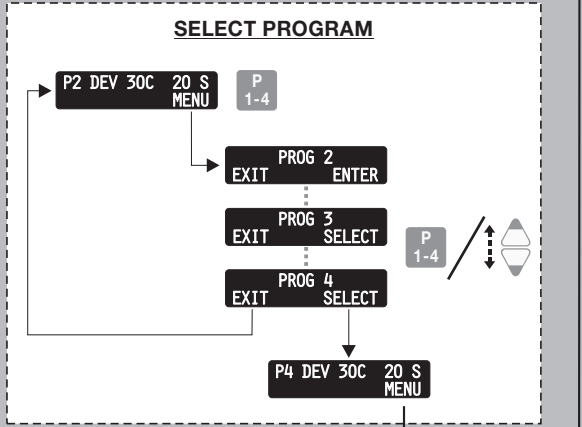 SELECT PROGRAM
P2 DEV 30C 20 S
MENU
P
1-4
PROG 2
EXIT ENTER
PROG 3
EXIT SELECT
P
1-4
PROG 4
EXIT SELECT
P4 DEV 30C 20 S
MENU